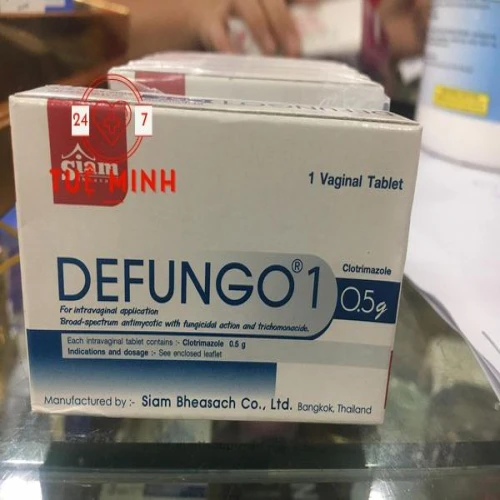 24 7
siam
TUỆ MINH
1 Vaginal Tablet
DEFUNGO® 1
Clotrimazole
0.5g
For intravaginal application
Broad-spectrum antimycotic with fungicidal action and trichomonacide.
Each intravaginal tablet contains :- Clotrimazole 0.5 g
Indications and dosage :- See enclosed leaflet
Manufactured by :- Siam Bheasach Co., Ltd. Bangkok, Thailand